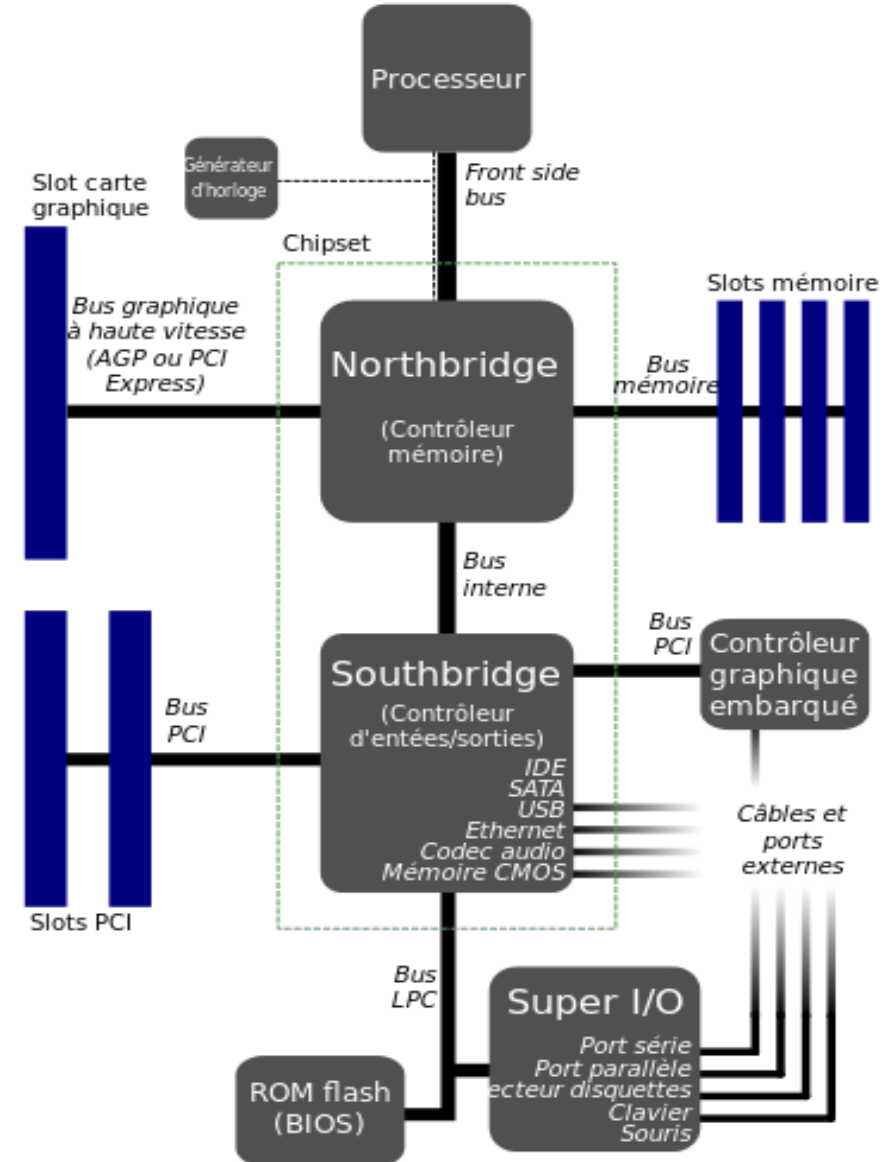 Processeur
Générateur
d'horloge
Front side
bus
Slot carte
graphique
Chipset
Bus graphique
à haute vitesse
(AGP ou PCI
Express)
Northbridge
(Contrôleur
mémoire)
Bus
mémoire
Slots mémoire
Bus
interne
Southbridge
(Contrôleur
d'entées/sorties)
IDE
SATA
USB
Ethernet
Codec audio
Mémoire CMOS
Bus
PCI
Contrôleur
graphique
embarqué
Bus
PCI
Slots PCI
Câbles et
ports
externes
Bus
LPC
Super I/O
Port série
Port parallèle
ecteur disquettes
Clavier
Souris
ROM flash
(BIOS)